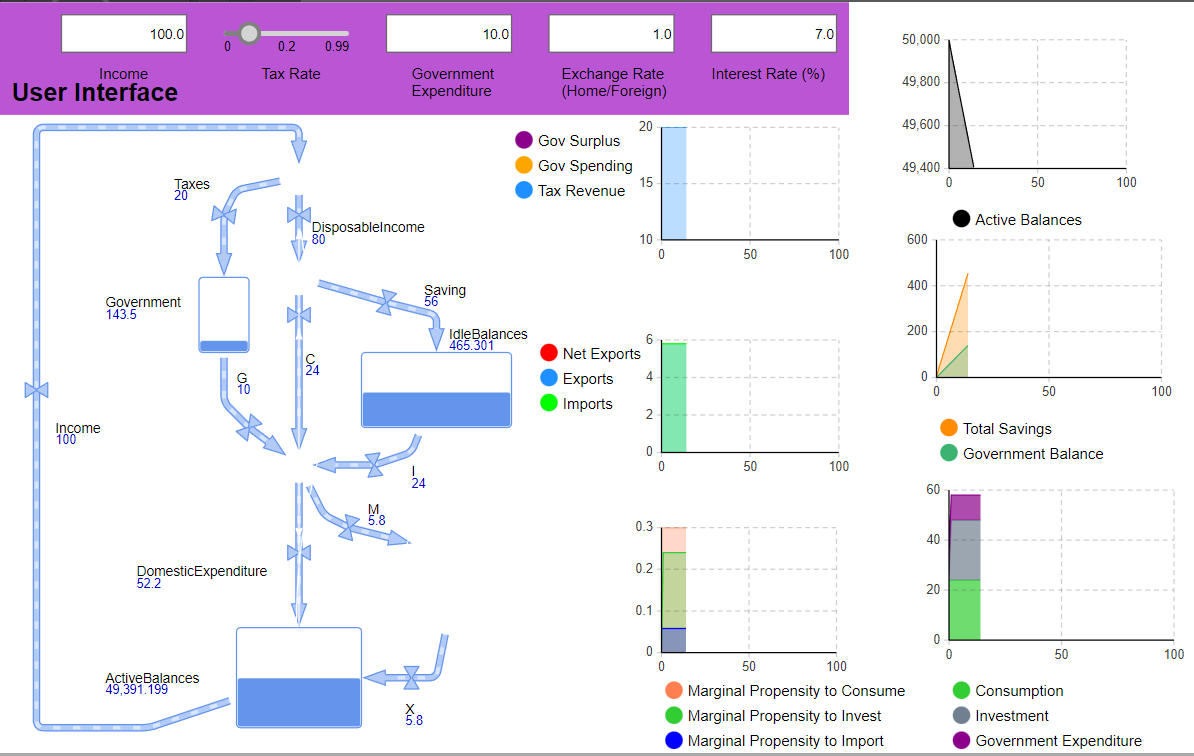 100.0
Income
0 0.2 0.99
Tax Rate
10.0
Government
Expenditure
1.0
Exchange Rate
(Home/Foreign)
7.0
Interest Rate (%)
User Interface
Taxes
20
DisposableIncome
80
Government
143.5
Saving
56
IdleBalances
465.301
C
24
G
10
Income
100
I
24
M
5.8
DomesticExpenditure
52.2
ActiveBalances
49,391.199
X
5.8
Gov Surplus
Gov Spending
Tax Revenue
20
15
10
0 50 100
Net Exports
Exports
Imports
6
4
2
0
0 50 100
0.3
0.2
0.1
0
0 50 100
Marginal Propensity to Consume
Marginal Propensity to Invest
Marginal Propensity to Import
50,000
49,800
49,600
49,400
0 50 100
Active Balances
600
400
200
0
0 50 100
Total Savings
Government Balance
60
40
20
0
0 50 100
Consumption
Investment
Government Expenditure